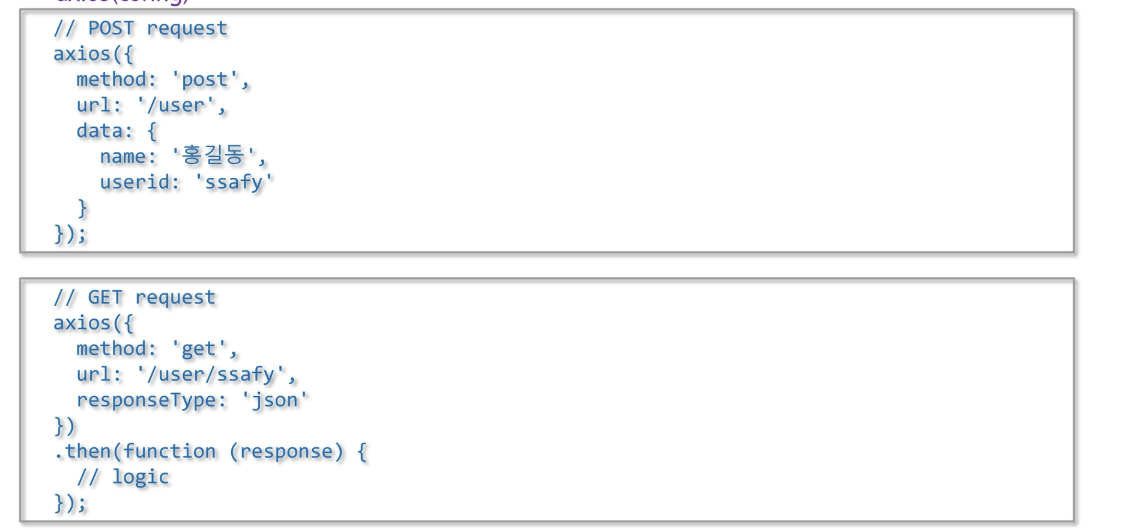 axios(config)
// POST request
axios({
  method: 'post',
  url: '/user',
  data: {
    name: '홍길동',
    userid: 'ssafy'
  }
});
// GET request
axios({
  method: 'get',
  url: '/user/ssafy',
  responseType: 'json'
})
.then(function (response) {
  // logic
});